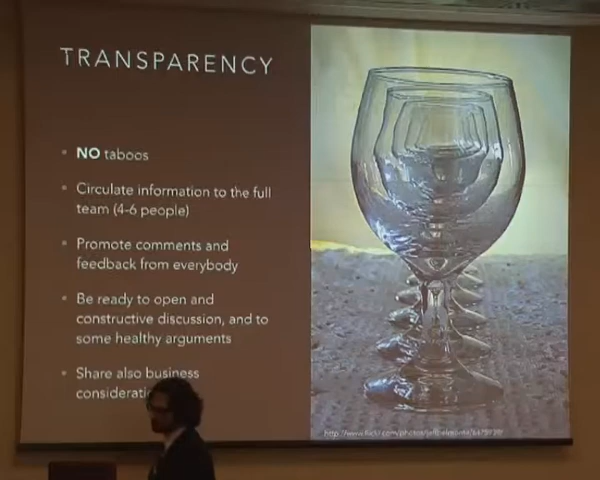 TRANSPARENCY
• NO taboos
• Circulate information to the full
team (4-6 people)
• Promote comments and
feedback from everybody
• Be ready to open and
constructive discussion, and to
some healthy arguments
• Share also business